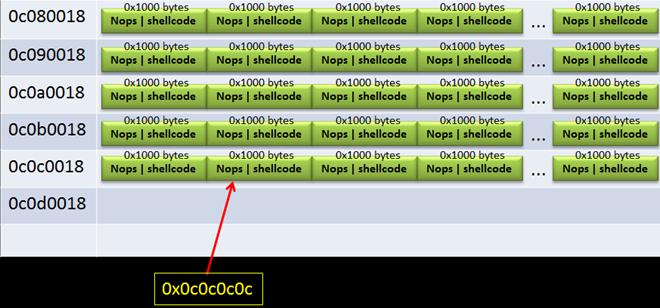 0x1000 bytes 0x1000 bytes 0x1000 bytes 0x1000 bytes 0x1000 bytes
0c080018 Nops | shellcode Nops | shellcode Nops | shellcode Nops | shellcode ... Nops | shellcode
0x1000 bytes 0x1000 bytes 0x1000 bytes 0x1000 bytes 0x1000 bytes
0c090018 Nops | shellcode Nops | shellcode Nops | shellcode Nops | shellcode ... Nops | shellcode
0x1000 bytes 0x1000 bytes 0x1000 bytes 0x1000 bytes 0x1000 bytes
0c0a0018 Nops | shellcode Nops | shellcode Nops | shellcode Nops | shellcode ... Nops | shellcode
0x1000 bytes 0x1000 bytes 0x1000 bytes 0x1000 bytes 0x1000 bytes
0c0b0018 Nops | shellcode Nops | shellcode Nops | shellcode Nops | shellcode ... Nops | shellcode
0x1000 bytes 0x1000 bytes 0x1000 bytes 0x1000 bytes 0x1000 bytes
0c0c0018 Nops | shellcode Nops | shellcode Nops | shellcode Nops | shellcode ... Nops | shellcode
0c0d0018
0x0c0c0c0c